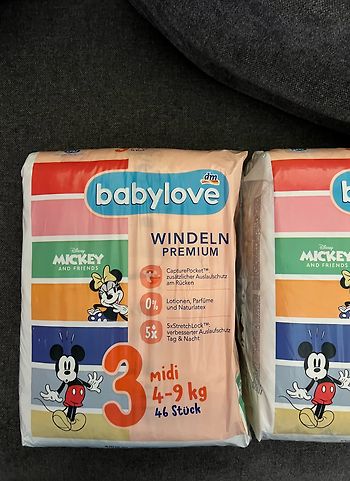 dm
babylove
WINDELN
PREMIUM
Disney
MICKEY
AND FRIENDS
CapturePocket™:
zusätzlicher Auslaufschutz
am Rücken
0%
Lotionen, Parfüme
und Naturlatex
5x
5xStretchLock™:
verbesserter Auslaufschutz
Tag & Nacht
3
midi
4-9 kg
46 Stück
b
Disney
MICKEY
AND FRIENDS